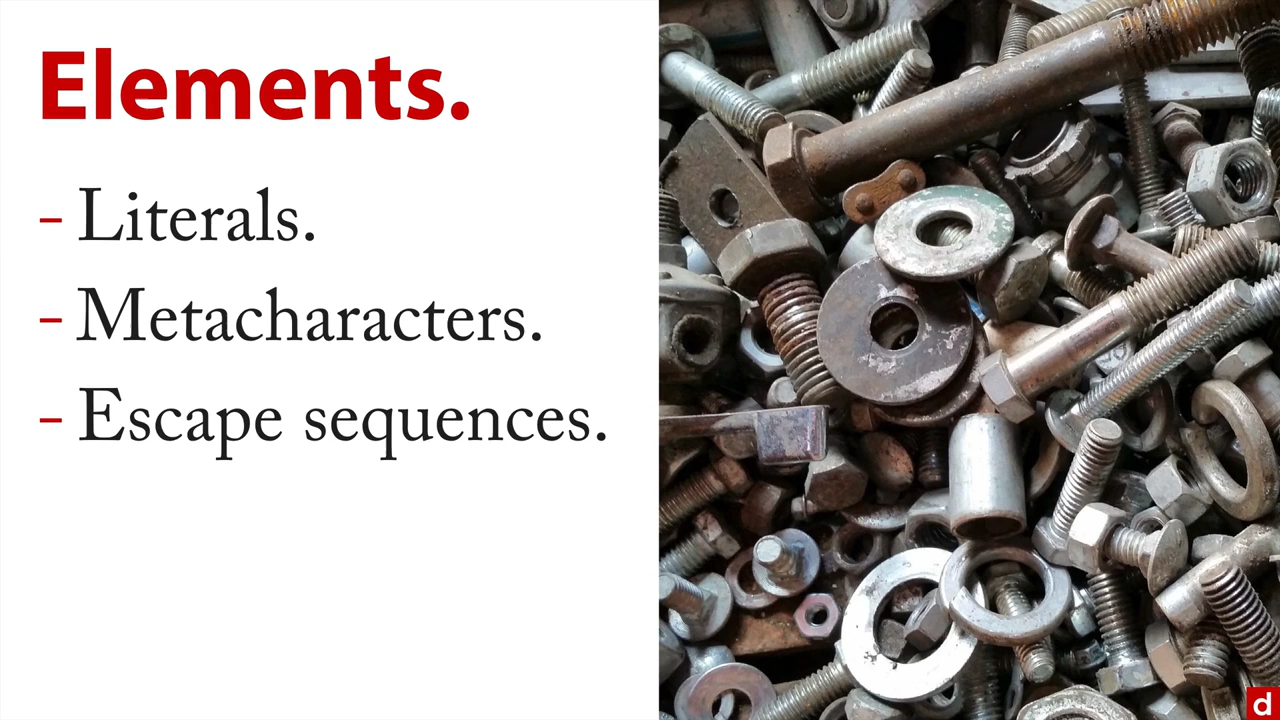 Elements.
- Literals.
- Metacharacters.
- Escape sequences.
d